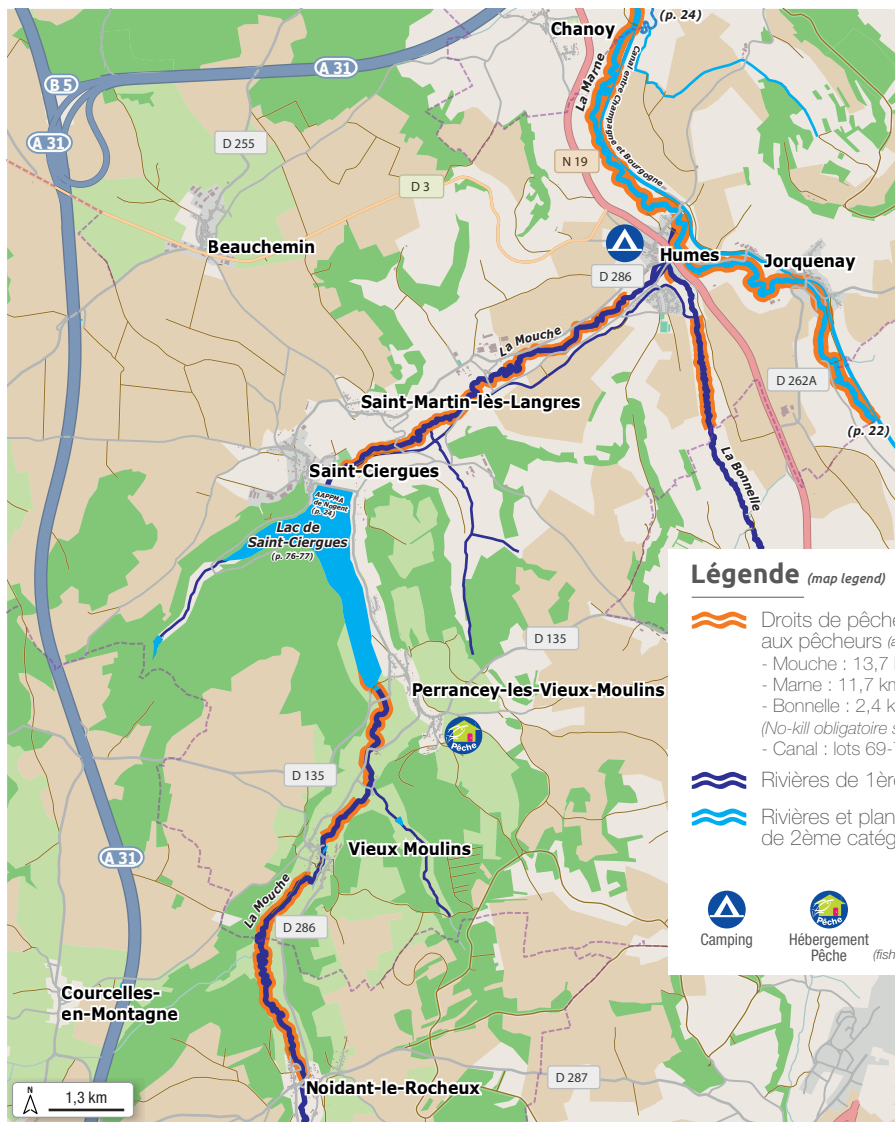 Chanoy
(p. 24)
A 31
B 5
La Marne
Canal entre Champagne et Bourgogne
A 31
D 255
N 19
D 3
Beauchemin
Humes
Jorquenay
D 286
La Mouche
D 262A
Saint-Martin-lès-Langres
(p. 22)
Saint-Ciergues
La Bonnelle
AAPPMA
de Nogent
(p. 24)
Lac de
Saint-Ciergues
(p. 76-77)
Légende (map legend)
Droits de pêche
aux pêcheurs
- Mouche : 13,7
- Marne : 11,7 km
- Bonnelle : 2,4
(No-kill obligatoire
- Canal : lots 69-
Rivières de 1ère
Rivières et plan
de 2ème
Camping
Pêche
Hébergement
Pêche
D 135
Perrancey-les-Vieux-Moulins
Pêche
D 135
Vieux Moulins
A 31
La Mouche
D 286
Courcelles-
en-Montagne
Noidant-le-Rocheux
D 287
N
1,3 km